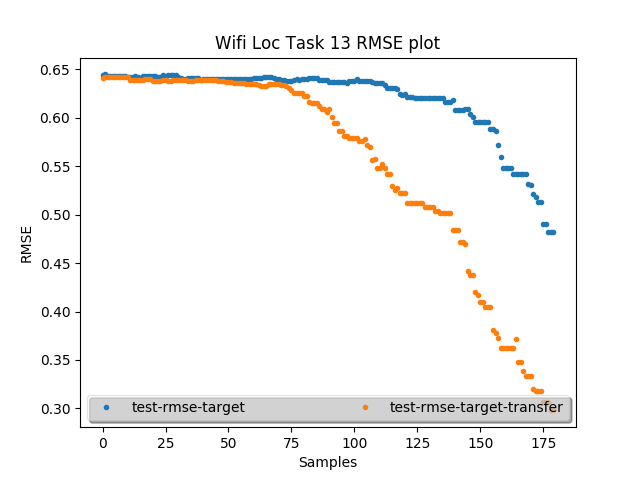 Wifi Loc Task 13 RMSE plot
0.65
0.60
0.55
0.50
0.45
0.40
0.35
0.30
RMSE
test-rmse-target test-rmse-target-transfer
0 25 50 75 100 125 150 175
Samples